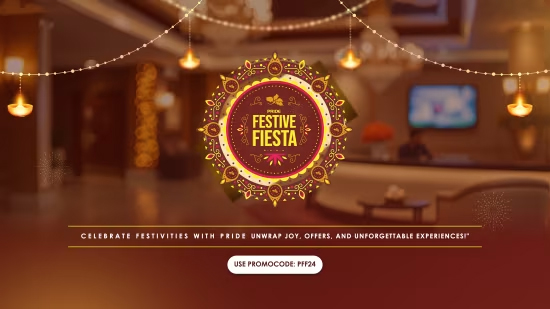 PRIDE
FESTIVE
FIESTA
CELEBRATE FESTIVITIES WITH PRIDE UNWRAP JOY, OFFERS, AND UNFORGETTABLE EXPERIENCES!"
USE PROMOCODE: PFF24